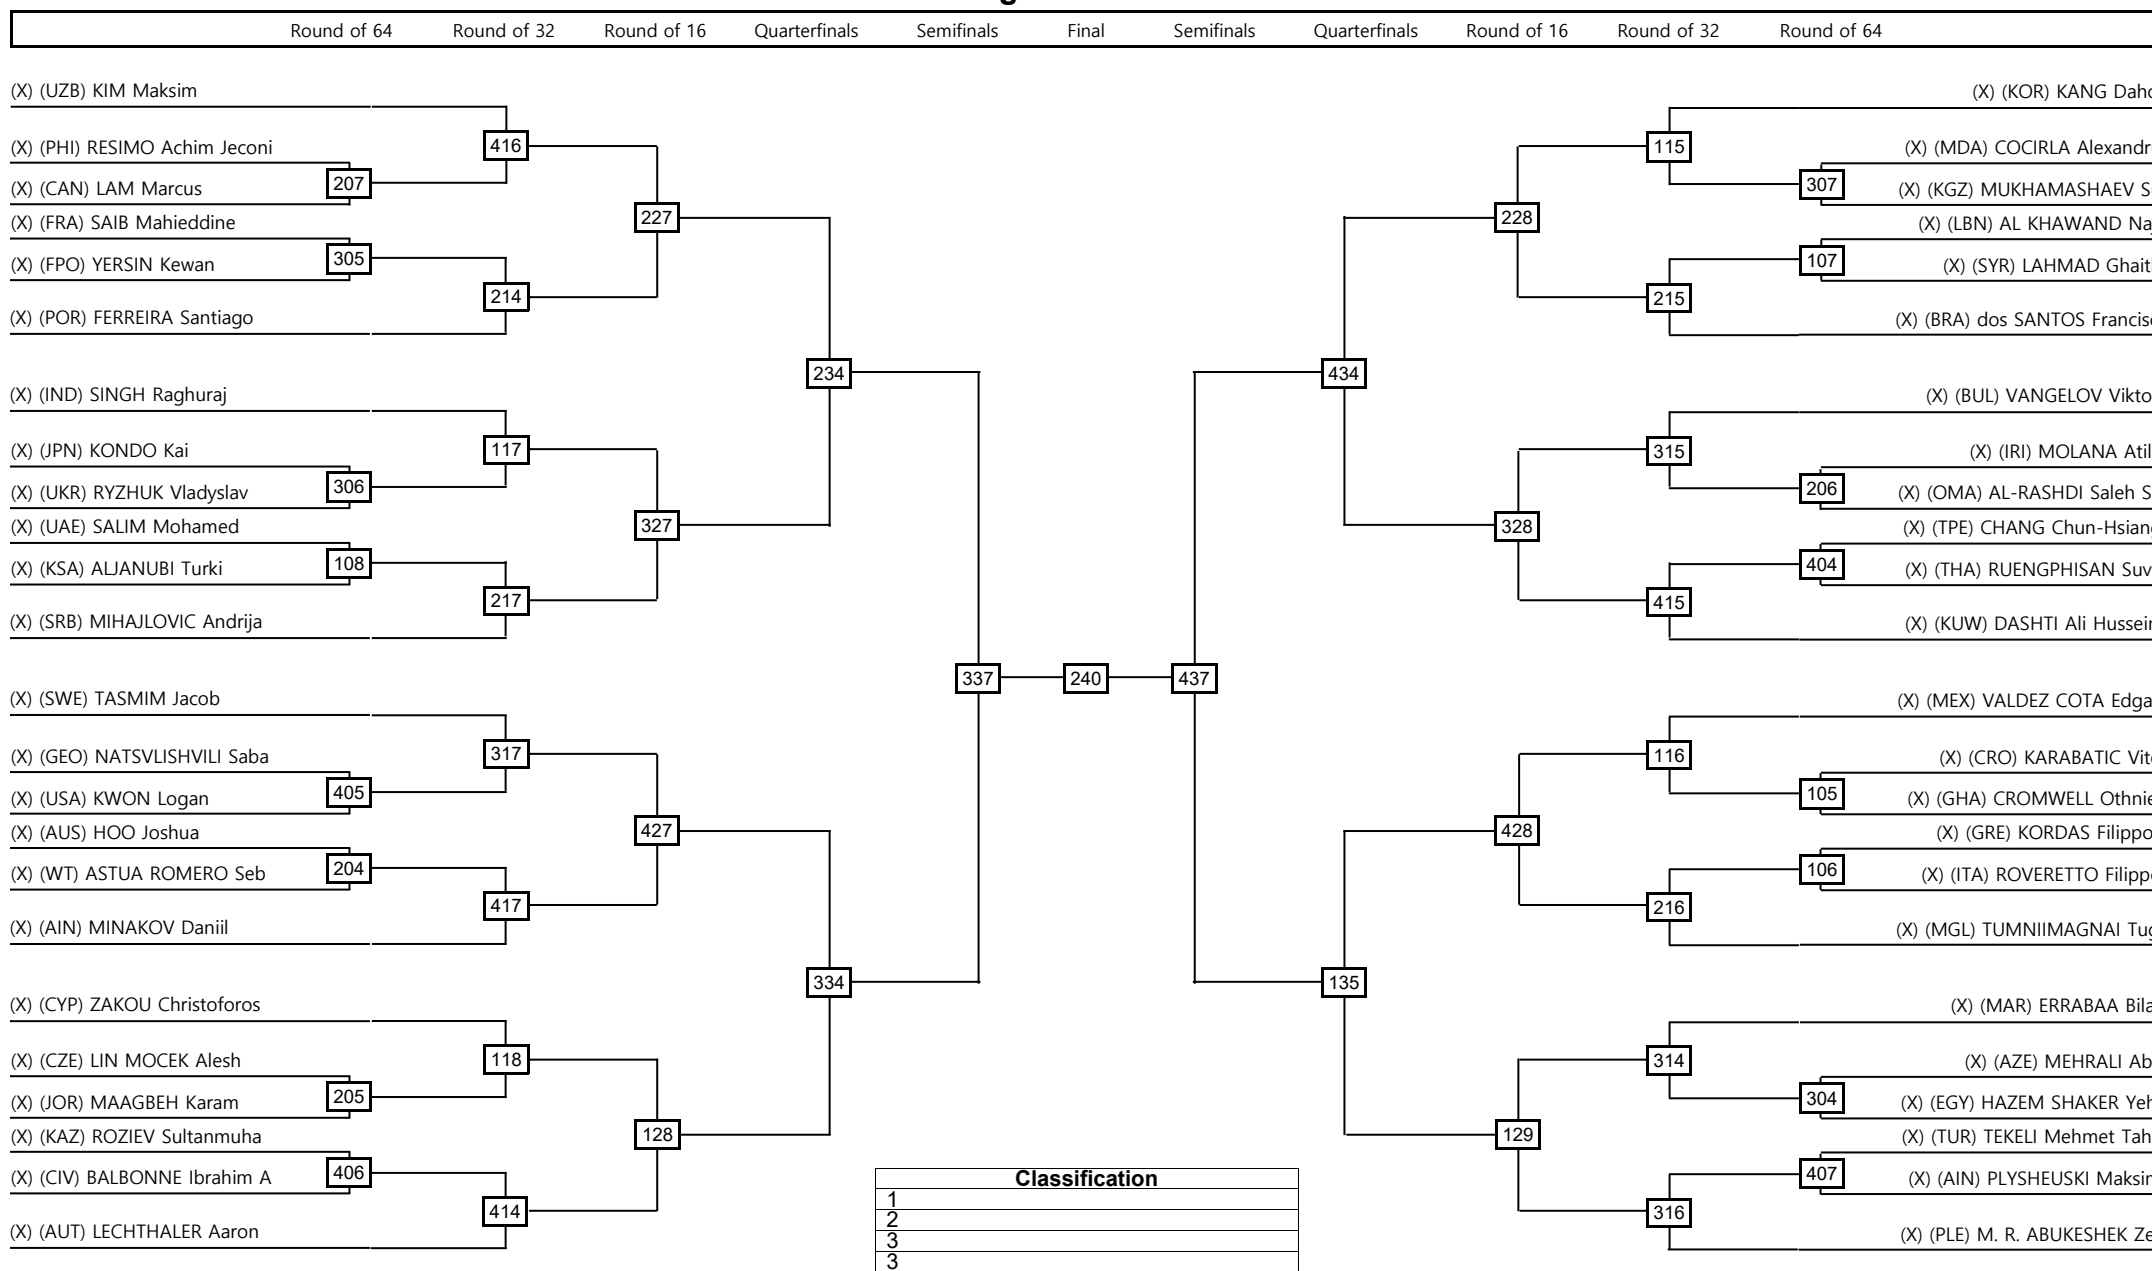 Round of 64 Round of 32 Round of 16 Quarterfinals Semifinals Final Semifinals Quarterfinals Round of 16 Round of 32 Round of 64
(X) (UZB) KIM Maksim
416
(X) (PHI) RESIMO Achim Jeconi
207
(X) (CAN) LAM Marcus
227
(X) (FRA) SAIB Mahieddine
305
(X) (FPO) YERSIN Kewan
214
(X) (POR) FERREIRA Santiago
234
(X) (IND) SINGH Raghuraj
117
(X) (JPN) KONDO Kai
306
(X) (UKR) RYZHUK Vladyslav
327
(X) (UAE) SALIM Mohamed
108
(X) (KSA) ALJANUBI Turki
217
(X) (SRB) MIHAJLOVIC Andrija
337 240 437
(X) (SWE) TASMIM Jacob
317
(X) (GEO) NATSVLISHVILI Saba
405
(X) (USA) KWON Logan
427
(X) (AUS) HOO Joshua
204
(X) (WT) ASTUA ROMERO Seb
417
(X) (AIN) MINAKOV Daniil
334
(X) (CYP) ZAKOU Christoforos
118
(X) (CZE) LIN MOCEK Alesh
205
(X) (JOR) MAAGBEH Karam
128
(X) (KAZ) ROZIEV Sultanmuha
406
(X) (CIV) BALBONNE Ibrahim A
414
(X) (AUT) LECHTHALER Aaron
(X) (KOR) KANG
115
(X) (MDA) COCIRLA
307
(X) (KGZ) MUKHAMASHAEV
228
(X) (LBN) AL KHAWAND
107
(X) (SYR) LAHMAD
215
(X) (BRA) dos SANTOS
434
(X) (BUL) VANGELOV
315
(X) (IRI) MOLANA
206
(X) (OMA) AL-RASHDI Saleh
328
(X) (TPE) CHANG
404
(X) (THA) RUENGPHISAN
415
(X) (KUW) DASHTI Ali
(X) (MEX) VALDEZ COTA
116
(X) (CRO) KARABATIC
105
(X) (GHA) CROMWELL
428
(X) (GRE) KORDAS
106
(X) (ITA) ROVERETTO
216
(X) (MGL) TUMNIIMAGNAI
135
(X) (MAR) ERRABAA
314
(X) (AZE) MEHRALI
304
(X) (EGY) HAZEM SHAKER
129
(X) (TUR) TEKELI Mehmet
407
(X) (AIN) PLYSHEUSKI
316
(X) (PLE) M. R. ABUKESHEK
Classification
1
2
3
3